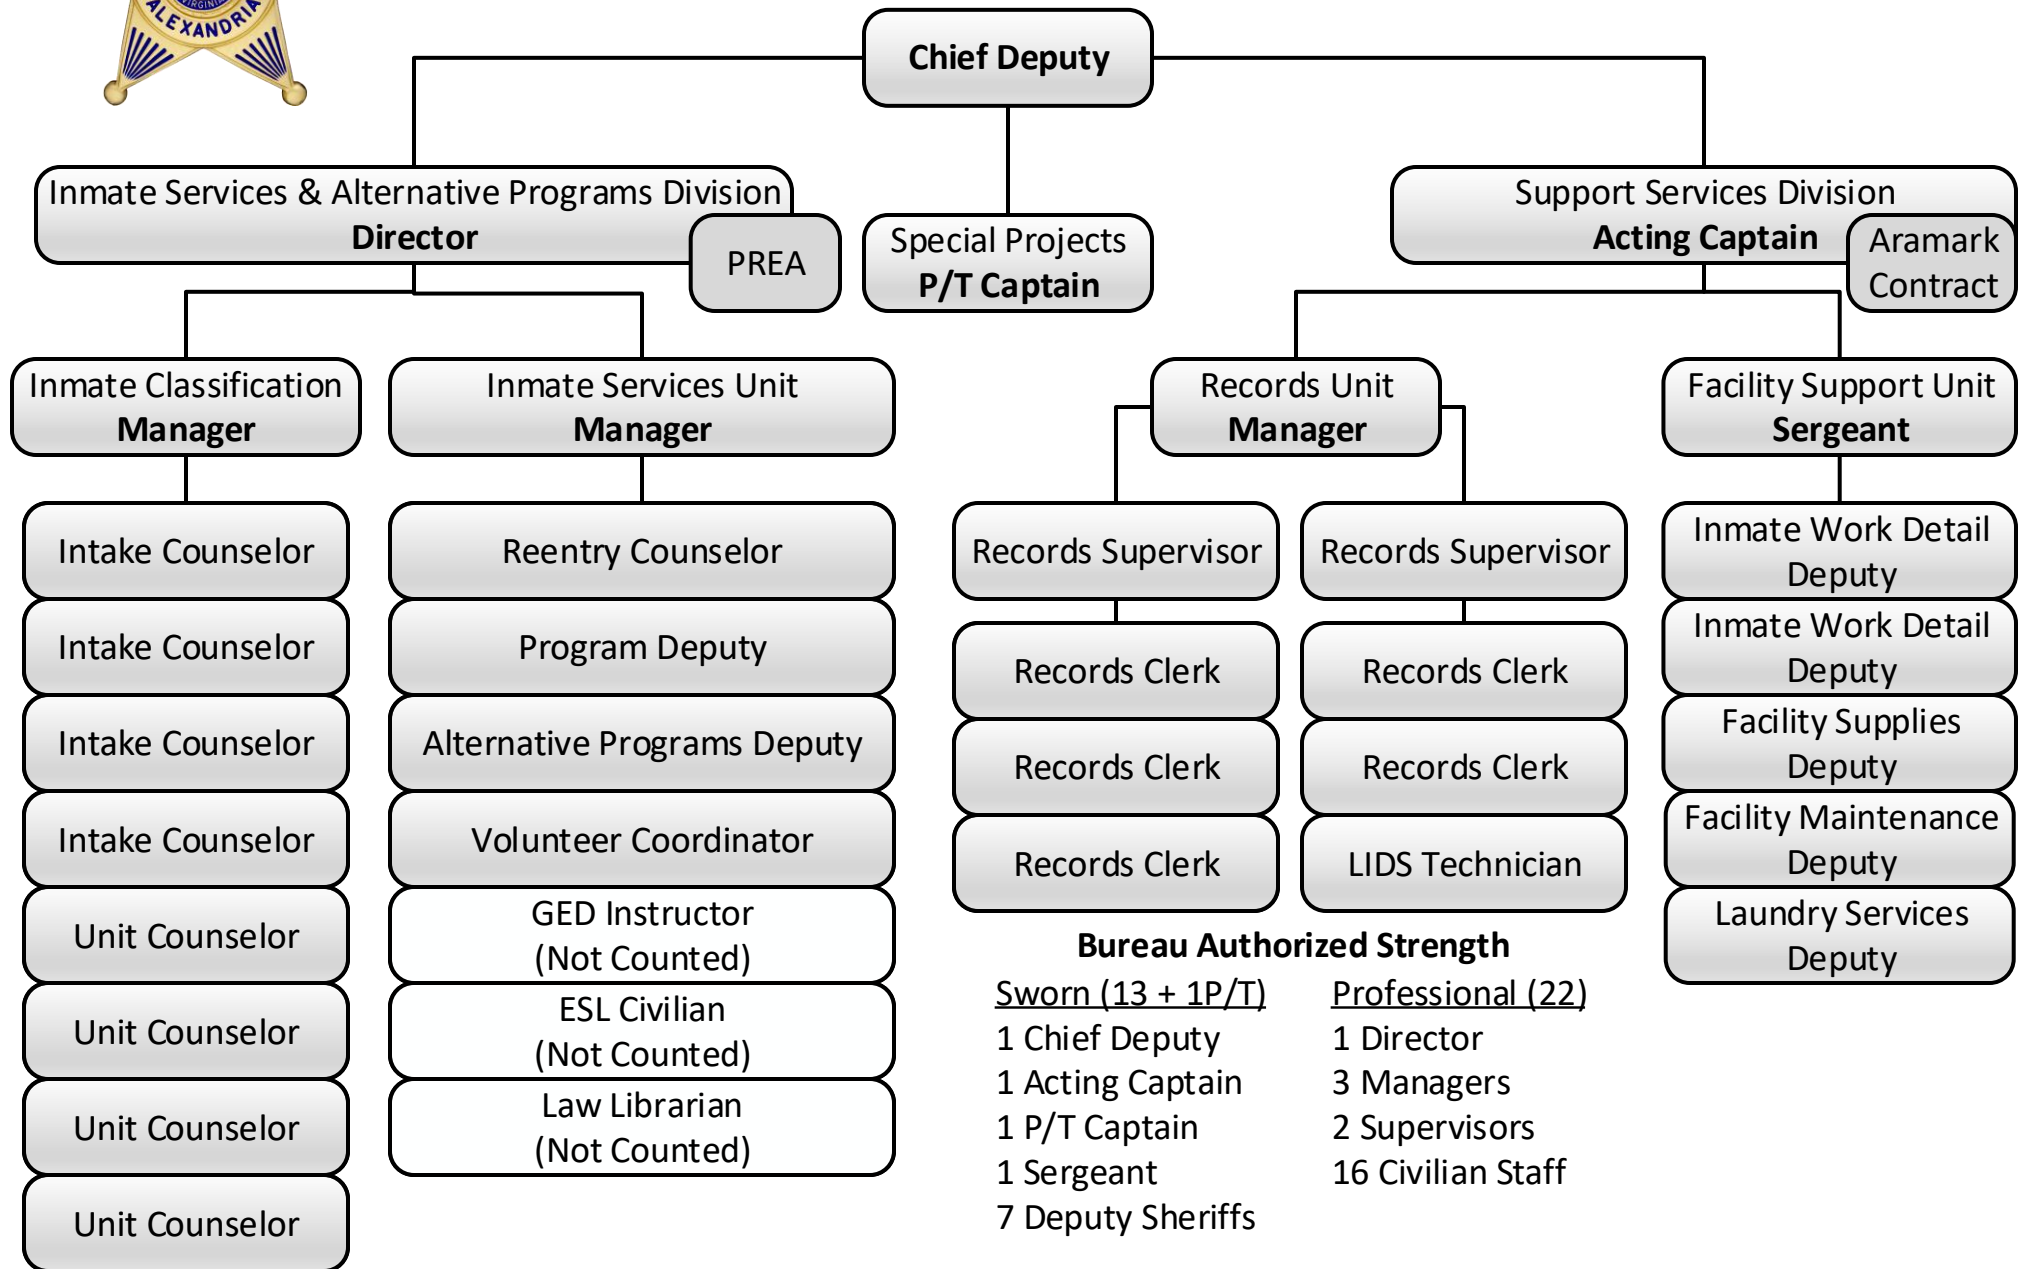 VIRGINIA
ALEXANDRIA
Chief Deputy
Inmate Services & Alternative Programs Division
Director
PREA
Special Projects
P/T Captain
Support Services Division
Acting Captain
Aramark
Contract
Inmate Classification
Manager
Inmate Services Unit
Manager
Records Unit
Manager
Facility Support Unit
Sergeant
Intake Counselor
Intake Counselor
Intake Counselor
Intake Counselor
Unit Counselor
Unit Counselor
Unit Counselor
Unit Counselor
Reentry Counselor
Program Deputy
Alternative Programs Deputy
Volunteer Coordinator
GED Instructor
(Not Counted)
ESL Civilian
(Not Counted)
Law Librarian
(Not Counted)
Records Supervisor
Records Clerk
Records Clerk
Records Clerk
Records Supervisor
Records Clerk
Records Clerk
LIDS Technician
Inmate Work Detail
Deputy
Inmate Work Detail
Deputy
Facility Supplies
Deputy
Facility Maintenance
Deputy
Laundry Services
Deputy
Bureau Authorized Strength
Sworn (13 + 1P/T)
1 Chief Deputy
1 Acting Captain
1 P/T Captain
1 Sergeant
7 Deputy Sheriffs
Professional (22)
1 Director
3 Managers
2 Supervisors
16 Civilian Staff